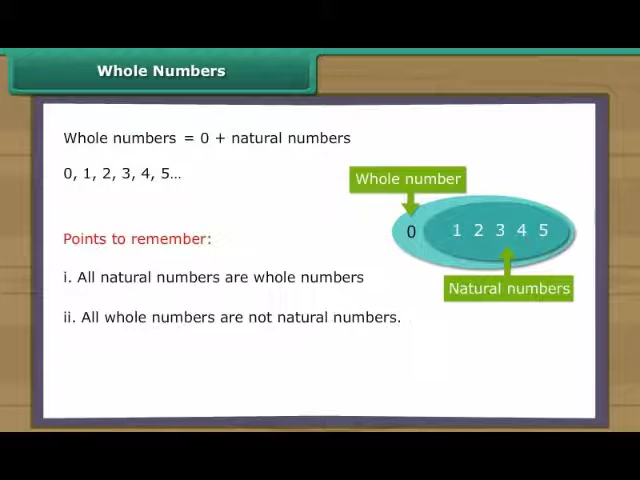 Whole Numbers
Whole numbers = 0 + natural numbers
0, 1, 2, 3, 4, 5...
Whole number
0 1 2 3 4 5
Natural numbers
Points to remember:
i. All natural numbers are whole numbers
ii. All whole numbers are not natural numbers.